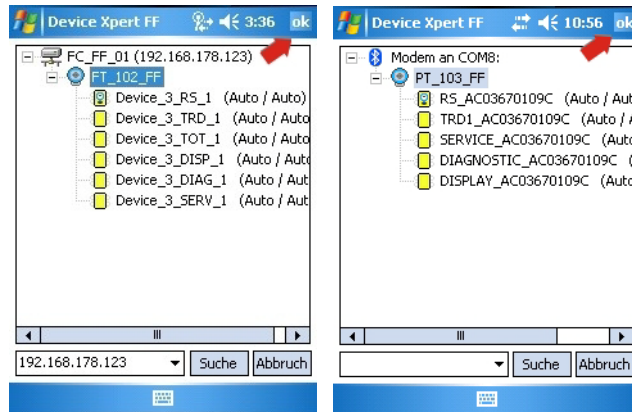 Device Xpert FF 3:36 ok
FC_FF_01 (192.168.178.123)
FT_102_FF
Device_3_RS_1 (Auto / Auto)
Device_3_TRD_1 (Auto / Auto
Device_3_TOT_1 (Auto / Auto
Device_3_DISP_1 (Auto / Auto
Device_3_DIAG_1 (Auto / Aut
Device_3_SERV_1 (Auto / Aut
192.168.178.123 Suche Abbruch
Device Xpert FF 10:56 ok
Modem an COM8:
PT_103_FF
RS_AC03670109C (Auto / Aut
TRD1_AC03670109C (Auto / A
SERVICE_AC03670109C (Auto
DIAGNOSTIC_AC03670109C (
DISPLAY_AC03670109C (Auto
Suche Abbruch